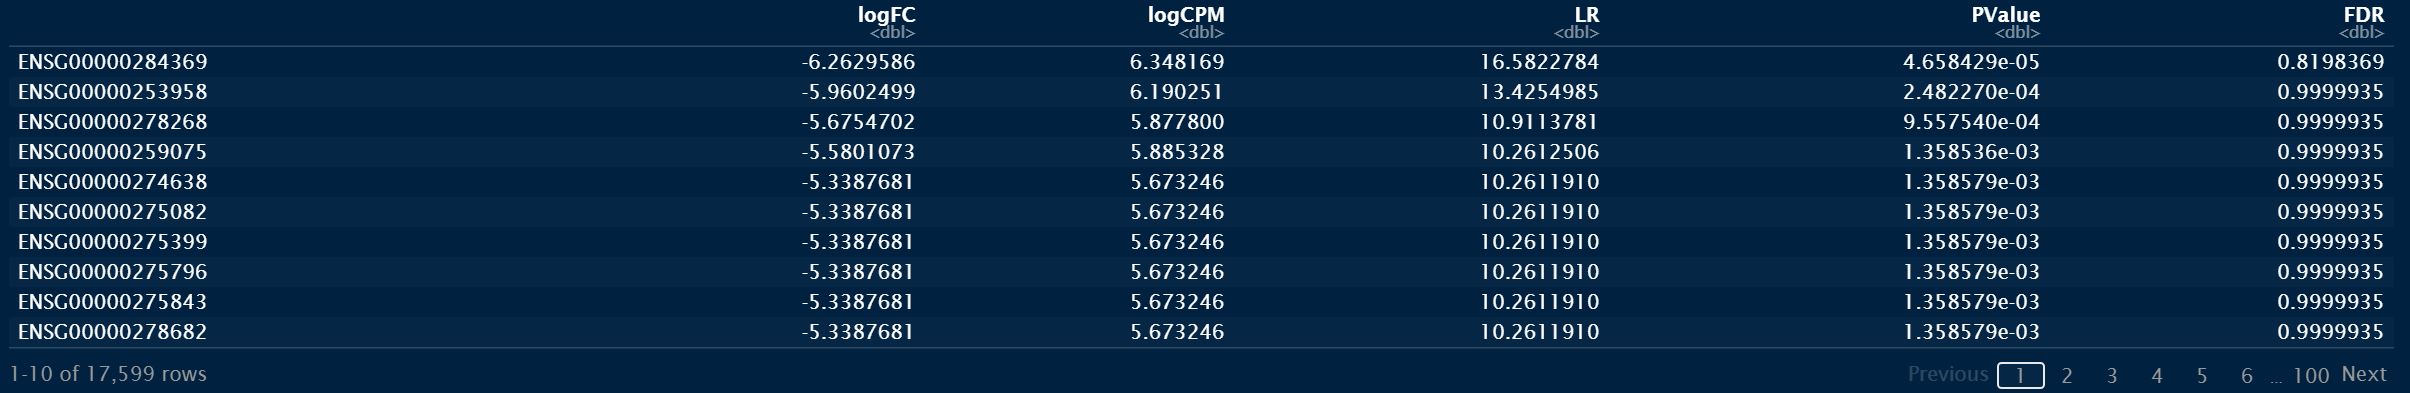 logFC logCPM LR PValue FDR
<dbl> <dbl> <dbl> <dbl> <dbl>
ENSG00000284369 -6.2629586 6.348169 16.5822784 4.658429e-05 0.8198369
ENSG00000253958 -5.9602499 6.190251 13.4254985 2.482270e-04 0.9999935
ENSG00000278268 -5.6754702 5.877800 10.9113781 9.557540e-04 0.9999935
ENSG00000259075 -5.5801073 5.885328 10.2612506 1.358536e-03 0.9999935
ENSG00000274638 -5.3387681 5.673246 10.2611910 1.358579e-03 0.9999935
ENSG00000275082 -5.3387681 5.673246 10.2611910 1.358579e-03 0.9999935
ENSG00000275399 -5.3387681 5.673246 10.2611910 1.358579e-03 0.9999935
ENSG00000275796 -5.3387681 5.673246 10.2611910 1.358579e-03 0.9999935
ENSG00000275843 -5.3387681 5.673246 10.2611910 1.358579e-03 0.9999935
ENSG00000278682 -5.3387681 5.673246 10.2611910 1.358579e-03 0.9999935
1-10 of 17,599 rows Previous 1 2 3 4 5 6 ... 100 Next